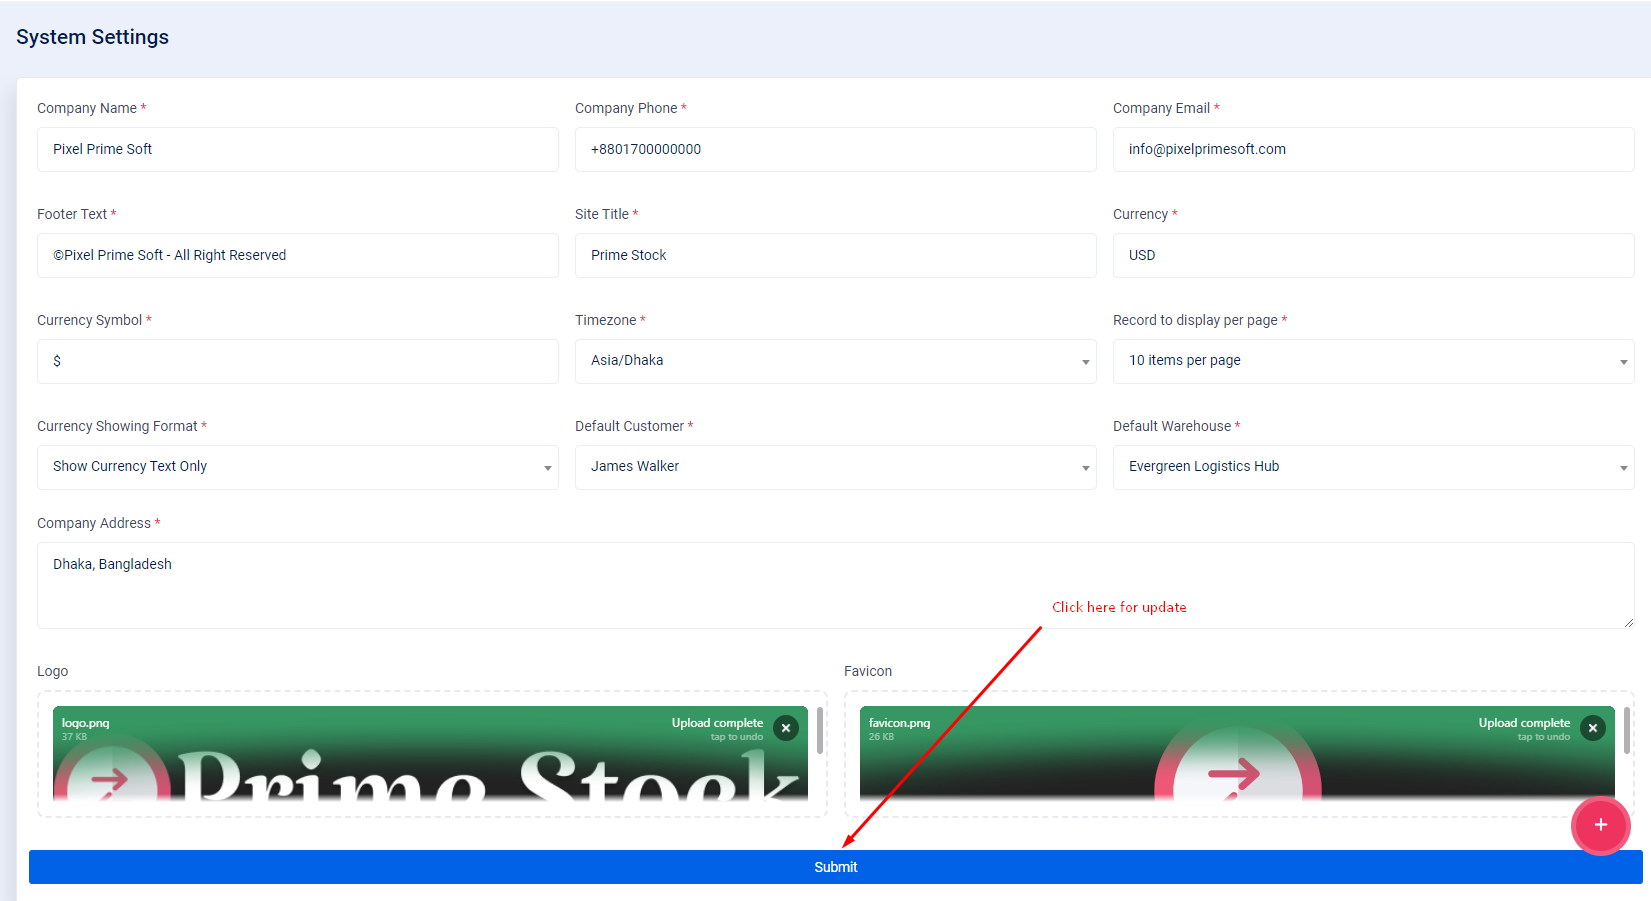 System Settings
Company Name *
Company Phone *
Company Email *
Pixel Prime Soft
+8801700000000
info@pixelprimesoft.com
Footer Text *
Site Title *
Currency *
©Pixel Prime Soft - All Right Reserved
Prime Stock
USD
Currency Symbol *
Timezone *
Record to display per page *
$
Asia/Dhaka
10 items per page
Currency Showing Format *
Default Customer *
Default Warehouse *
Show Currency Text Only
James Walker
Evergreen Logistics Hub
Company Address *
Dhaka, Bangladesh
Click here for update
Logo
Favicon
logo.png
37 KB
Upload complete
tap to undo
Prime Stock
favicon.png
26 KB
Upload complete
tap to undo
Submit